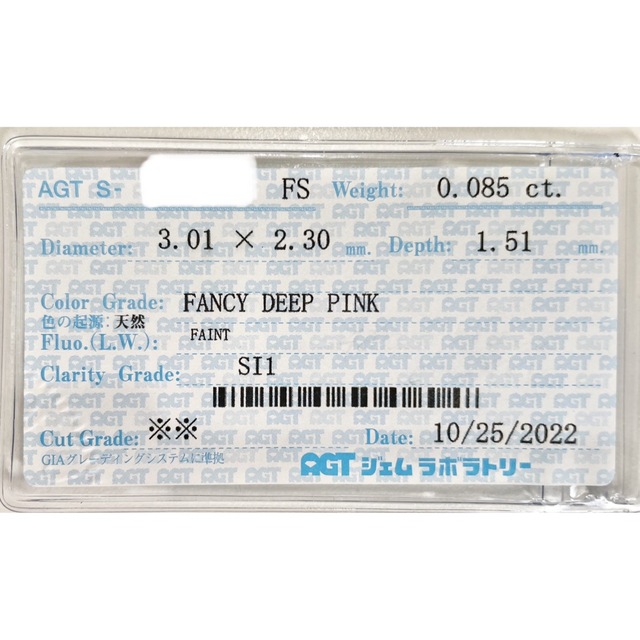 AGT S- FS Weight: 0.085 ct.
Diameter: 3.01 × 2.30 mm. Depth: 1.51 mm.
Color Grade: FANCY DEEP PINK
色の起源: 天然
Fluo.(L.W.): FAINT
Clarity Grade: SI1
Cut Grade: ※※ Date: 10/25/2022
GIAグレーディングシステムに準拠
AGT ジェム ラボラトリー